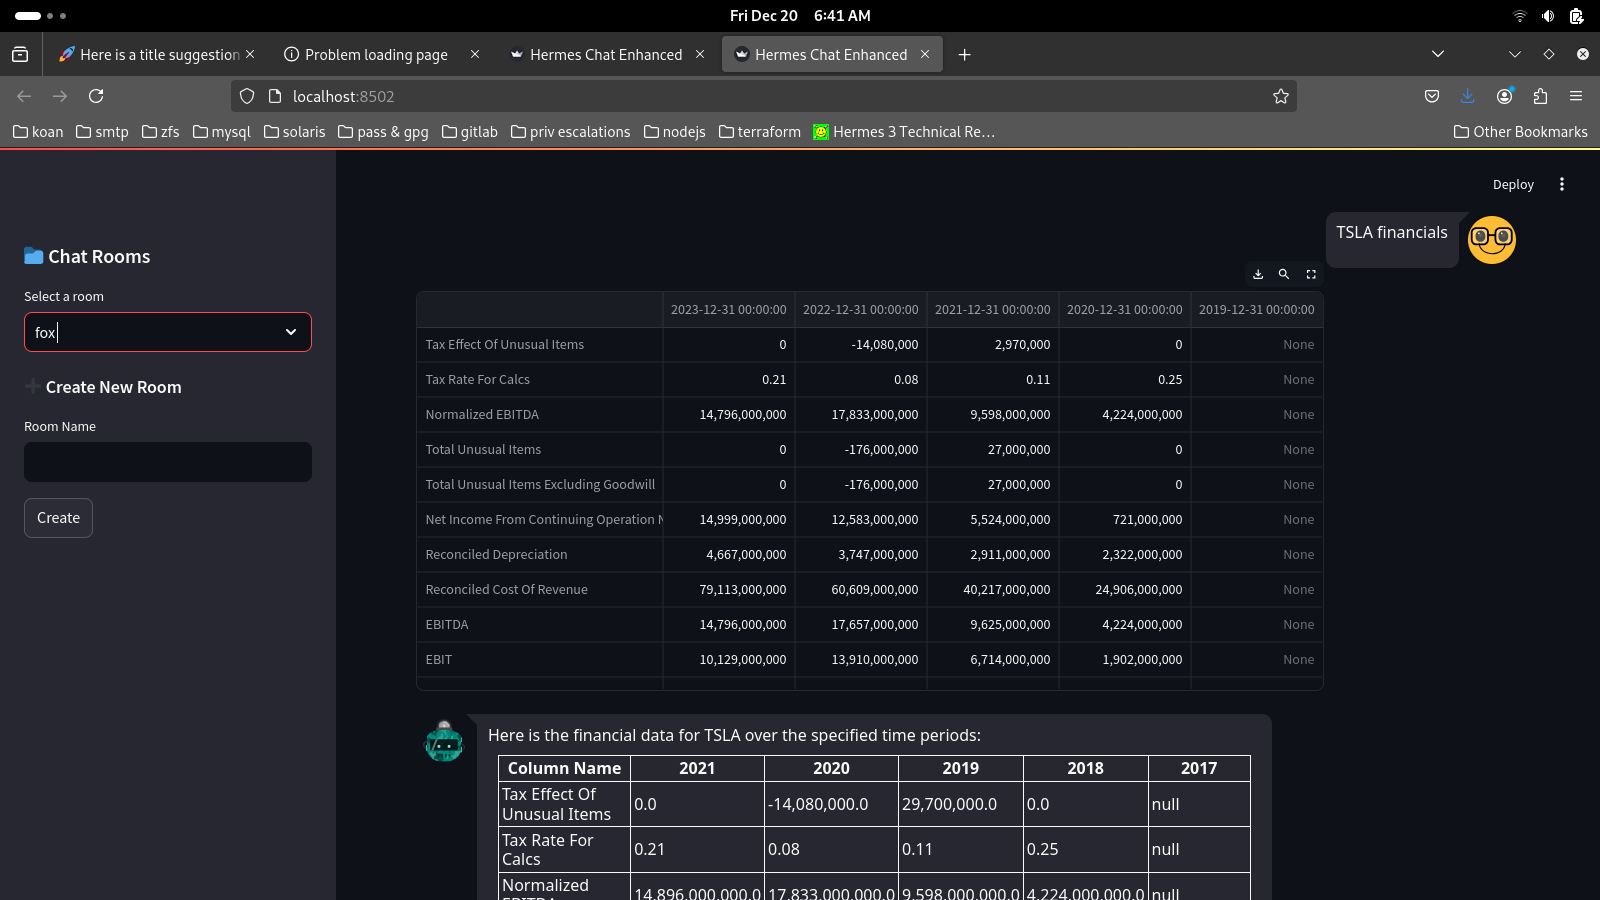 Fri Dec 20 6:41 AM
Here is a title suggestion
Problem loading page
Hermes Chat Enhanced
Hermes Chat Enhanced
localhost:8502
koan smtp zfs mysql solaris pass & gpg gitlab priv escalations nodejs terraform Hermes 3 Technical Re... Other Bookmarks
Deploy
TSLA financials
Chat Rooms
Select a room
fox
Create New Room
Room Name
Create
2023-12-31 00:00:00 2022-12-31 00:00:00 2021-12-31 00:00:00 2020-12-31 00:00:00 2019-12-31 00:00:00
Tax Effect Of Unusual Items 0 -14,080,000 2,970,000 0 None
Tax Rate For Calcs 0.21 0.08 0.11 0.25 None
Normalized EBITDA 14,796,000,000 17,833,000,000 9,598,000,000 4,224,000,000 None
Total Unusual Items 0 -176,000,000 27,000,000 0 None
Total Unusual Items Excluding Goodwill 0 -176,000,000 27,000,000 0 None
Net Income From Continuing Operation N 14,999,000,000 12,583,000,000 5,524,000,000 721,000,000 None
Reconciled Depreciation 4,667,000,000 3,747,000,000 2,911,000,000 2,322,000,000 None
Reconciled Cost Of Revenue 79,113,000,000 60,609,000,000 40,217,000,000 24,906,000,000 None
EBITDA 14,796,000,000 17,657,000,000 9,625,000,000 4,224,000,000 None
EBIT 10,129,000,000 13,910,000,000 6,714,000,000 1,902,000,000 None
Here is the financial data for TSLA over the specified time periods:
Column Name 2021 2020 2019 2018 2017
Tax Effect Of
Unusual Items 0.0 -14,080,000.0 29,700,000.0 0.0 null
Tax Rate For
Calcs 0.21 0.08 0.11 0.25 null
Normalized
EBITDA 14,896,000,000.0 17,833,000,000.0 9,598,000,000.0 4,224,000,000.0 null